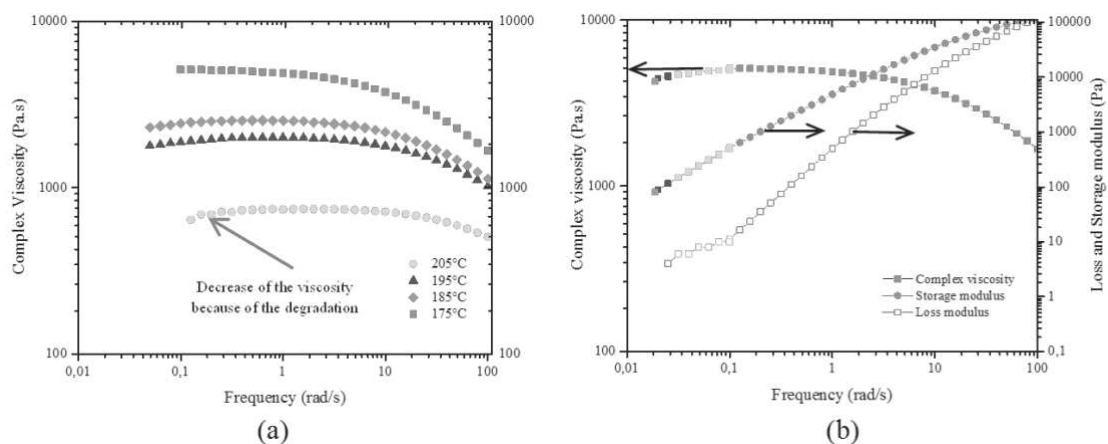 10000
10000
1000
1000
100
100
Complex Viscosity (Pa.s)
Decrease of the viscosity
because of the degradation
205°C
195°C
185°C
175°C
0,01
0,1
1
10
100
Frequency (rad/s)
(a)
10000
1000
100
Complex viscosity (Pa.s)
100000
10000
1000
100
10
1
0,1
Loss and Storage modulus (Pa)
Complex viscosity
Storage modulus
Loss modulus
0,01
0,1
1
10
100
Frequency (rad/s)
(b)